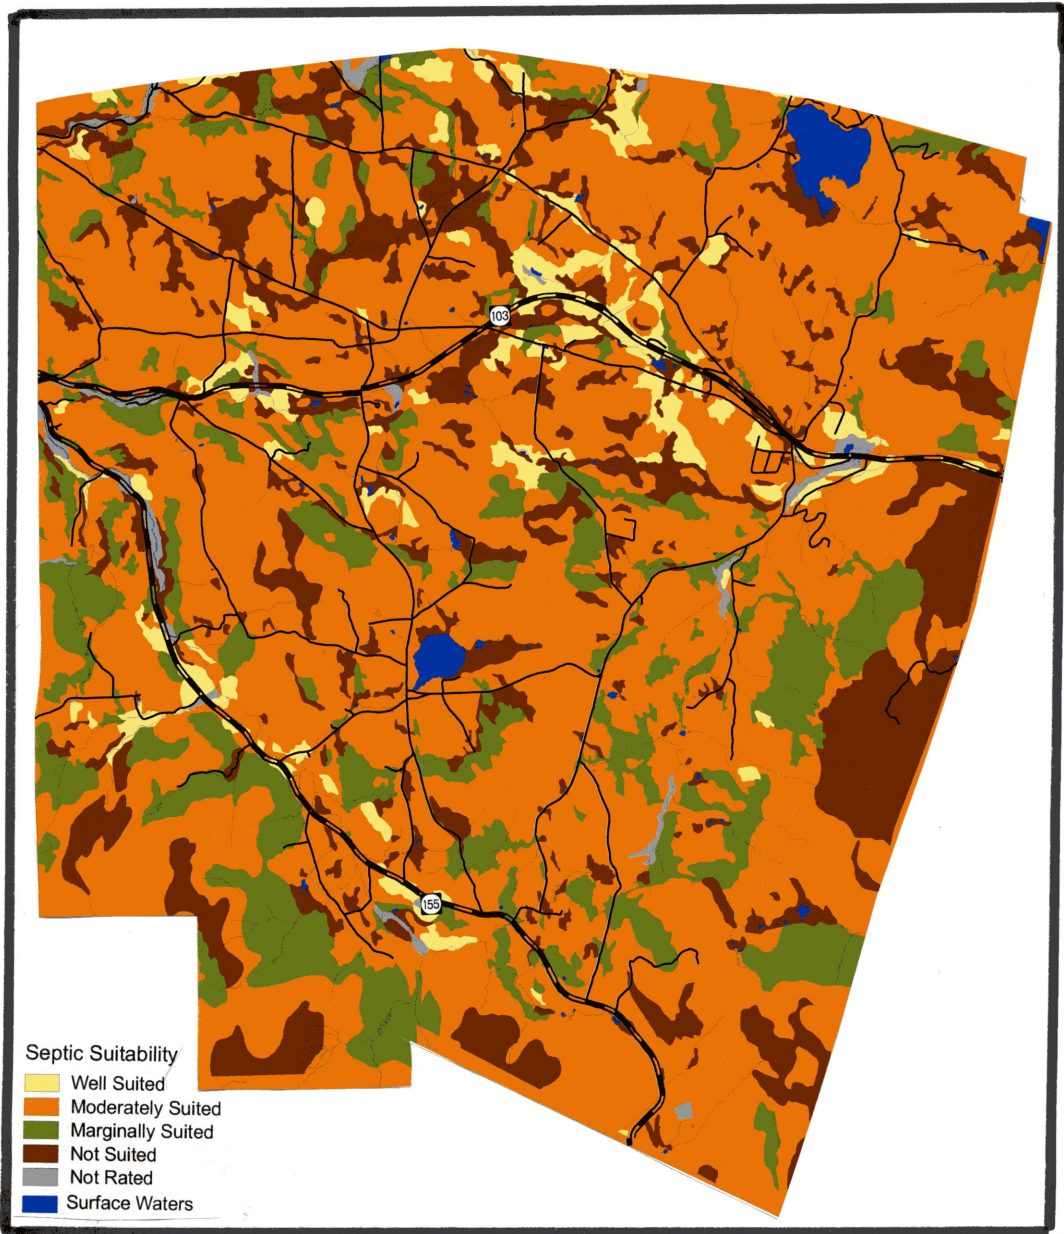 103
155
Septic Suitability
Well Suited
Moderately Suited
Marginally Suited
Not Suited
Not Rated
Surface Waters